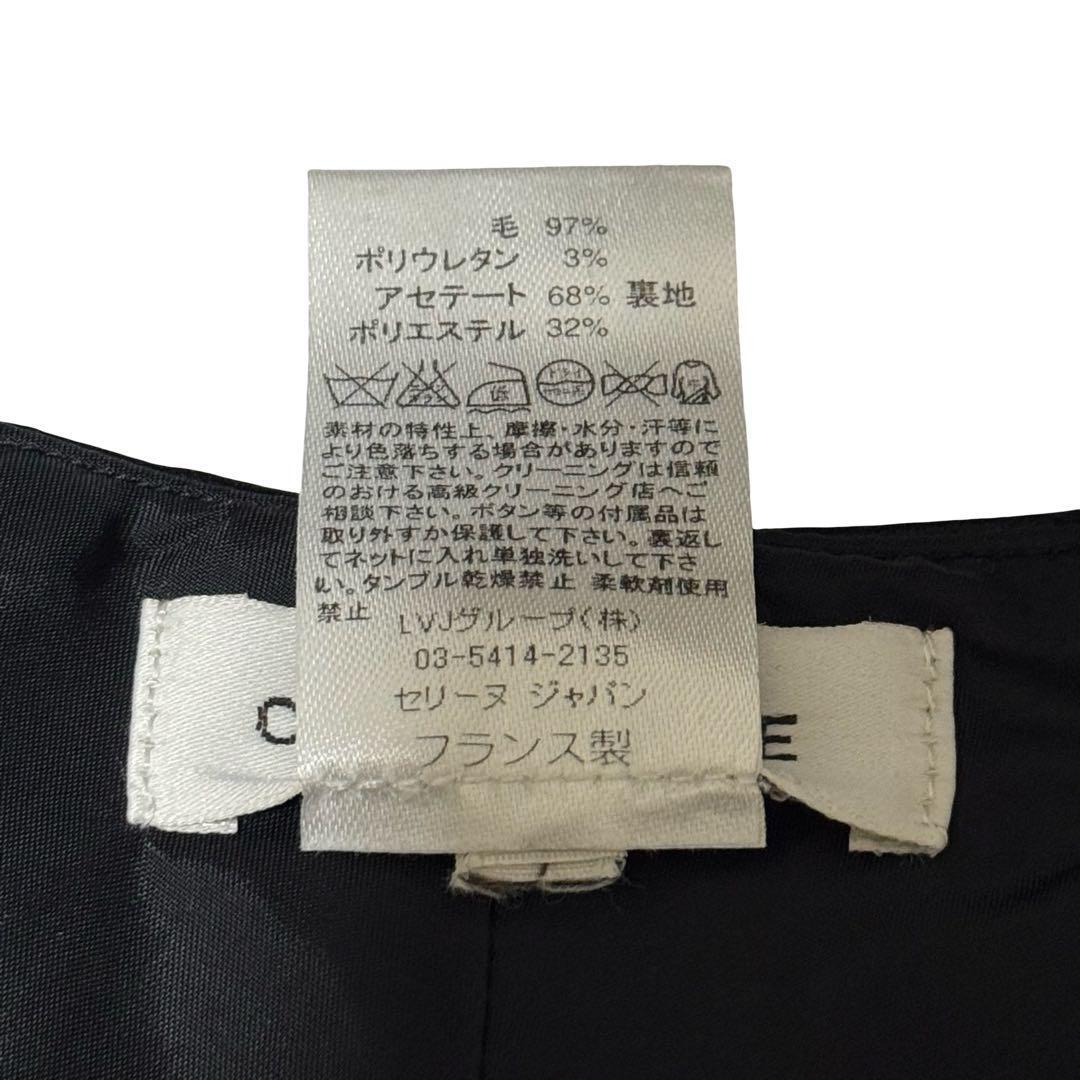 毛 97%
ポリウレタン 3%
アセテート 68% 裏地
ポリエステル 32%
低
素材の特性上、摩擦・水分・汗等に
より色落ちする場合がありますので
ご注意下さい。クリーニングは信頼
のおける高級クリーニング店へご
相談下さい。ボタン等の付属品は
取り外すか保護して下さい。裏返し
てネットに入れ単独洗いして下さ
い。タンブル乾燥禁止 柔軟剤使用
禁止
LVJグループ(株)
03-5414-2135
セリーヌ ジャパン
フランス製
C E